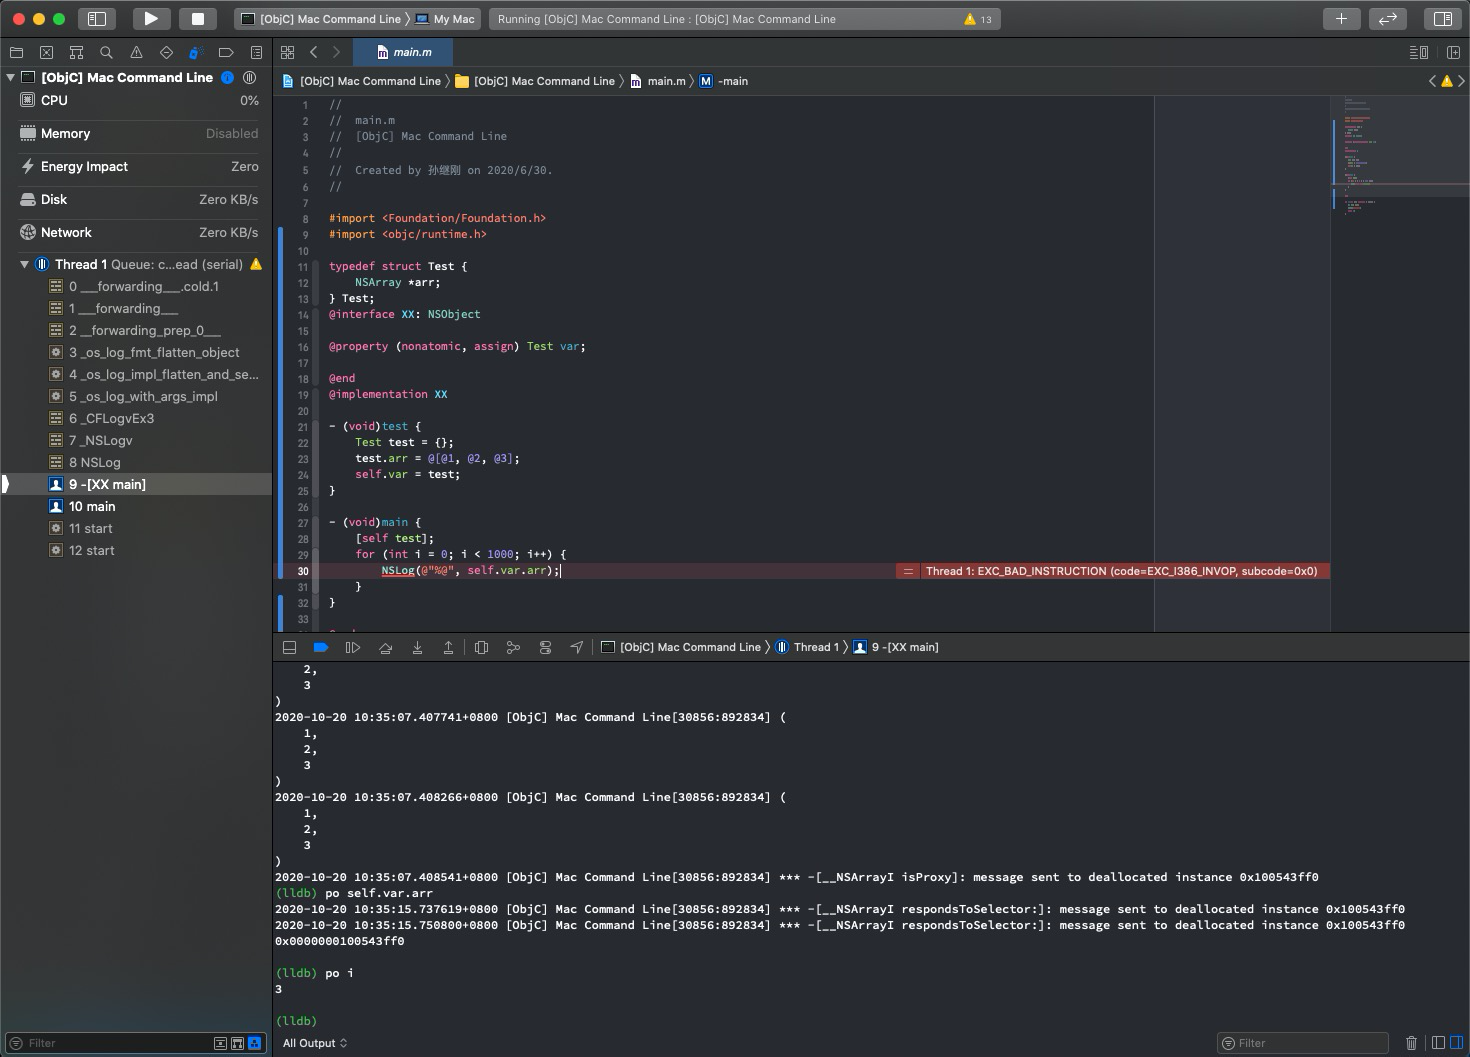 [ObjC] Mac Command Line 〉 My Mac
Running [ObjC] Mac Command Line : [ObjC] Mac Command Line
13
main.m
[ObjC] Mac Command Line
CPU 0%
Memory Disabled
Energy Impact Zero
Disk Zero KB/s
Network Zero KB/s
Thread 1 Queue: c...ead (serial)
0 ___forwarding___.cold.1
1 ___forwarding___
2 __forwarding_prep_0___
3 _os_log_fmt_flatten_object
4 _os_log_impl_flatten_and_se...
5 _os_log_with_args_impl
6 _CFLogvEx3
7 _NSLogv
8 NSLog
9 -[XX main]
10 main
11 start
12 start
Filter
[ObjC] Mac Command Line 〉 [ObjC] Mac Command Line 〉 main.m 〉 M -main
1 //
2 //  main.m
3 //  [ObjC] Mac Command Line
4 //
5 //  Created by 孙继刚 on 2020/6/30.
6 //
7
8 #import <Foundation/Foundation.h>
9 #import <objc/runtime.h>
10
11 typedef struct Test {
12     NSArray *arr;
13 } Test;
14 @interface XX: NSObject
15
16 @property (nonatomic, assign) Test var;
17
18 @end
19 @implementation XX
20
21 - (void)test {
22     Test test = {};
23     test.arr = @[@1, @2, @3];
24     self.var = test;
25 }
26
27 - (void)main {
28     [self test];
29     for (int i = 0; i < 1000; i++) {
30         NSLog(@"%@", self.var.arr); Thread 1: EXC_BAD_INSTRUCTION (code=EXC_I386_INVOP, subcode=0x0)
31     }
32 }
33
[ObjC] Mac Command Line 〉 Thread 1 〉 9 -[XX main]
    2,
    3
)
2020-10-20 10:35:07.407741+0800 [ObjC] Mac Command Line[30856:892834] (
    1,
    2,
    3
)
2020-10-20 10:35:07.408266+0800 [ObjC] Mac Command Line[30856:892834] (
    1,
    2,
    3
)
2020-10-20 10:35:07.408541+0800 [ObjC] Mac Command Line[30856:892834] *** -[__NSArrayI isProxy]: message sent to deallocated instance 0x100543ff0
(lldb) po self.var.arr
2020-10-20 10:35:15.737619+0800 [ObjC] Mac Command Line[30856:892834] *** -[__NSArrayI respondsToSelector:]: message sent to deallocated instance 0x100543ff0
2020-10-20 10:35:15.750800+0800 [ObjC] Mac Command Line[30856:892834] *** -[__NSArrayI respondsToSelector:]: message sent to deallocated instance 0x100543ff0
0x0000000100543ff0
(lldb) po i
3
(lldb)
All Output
Filter